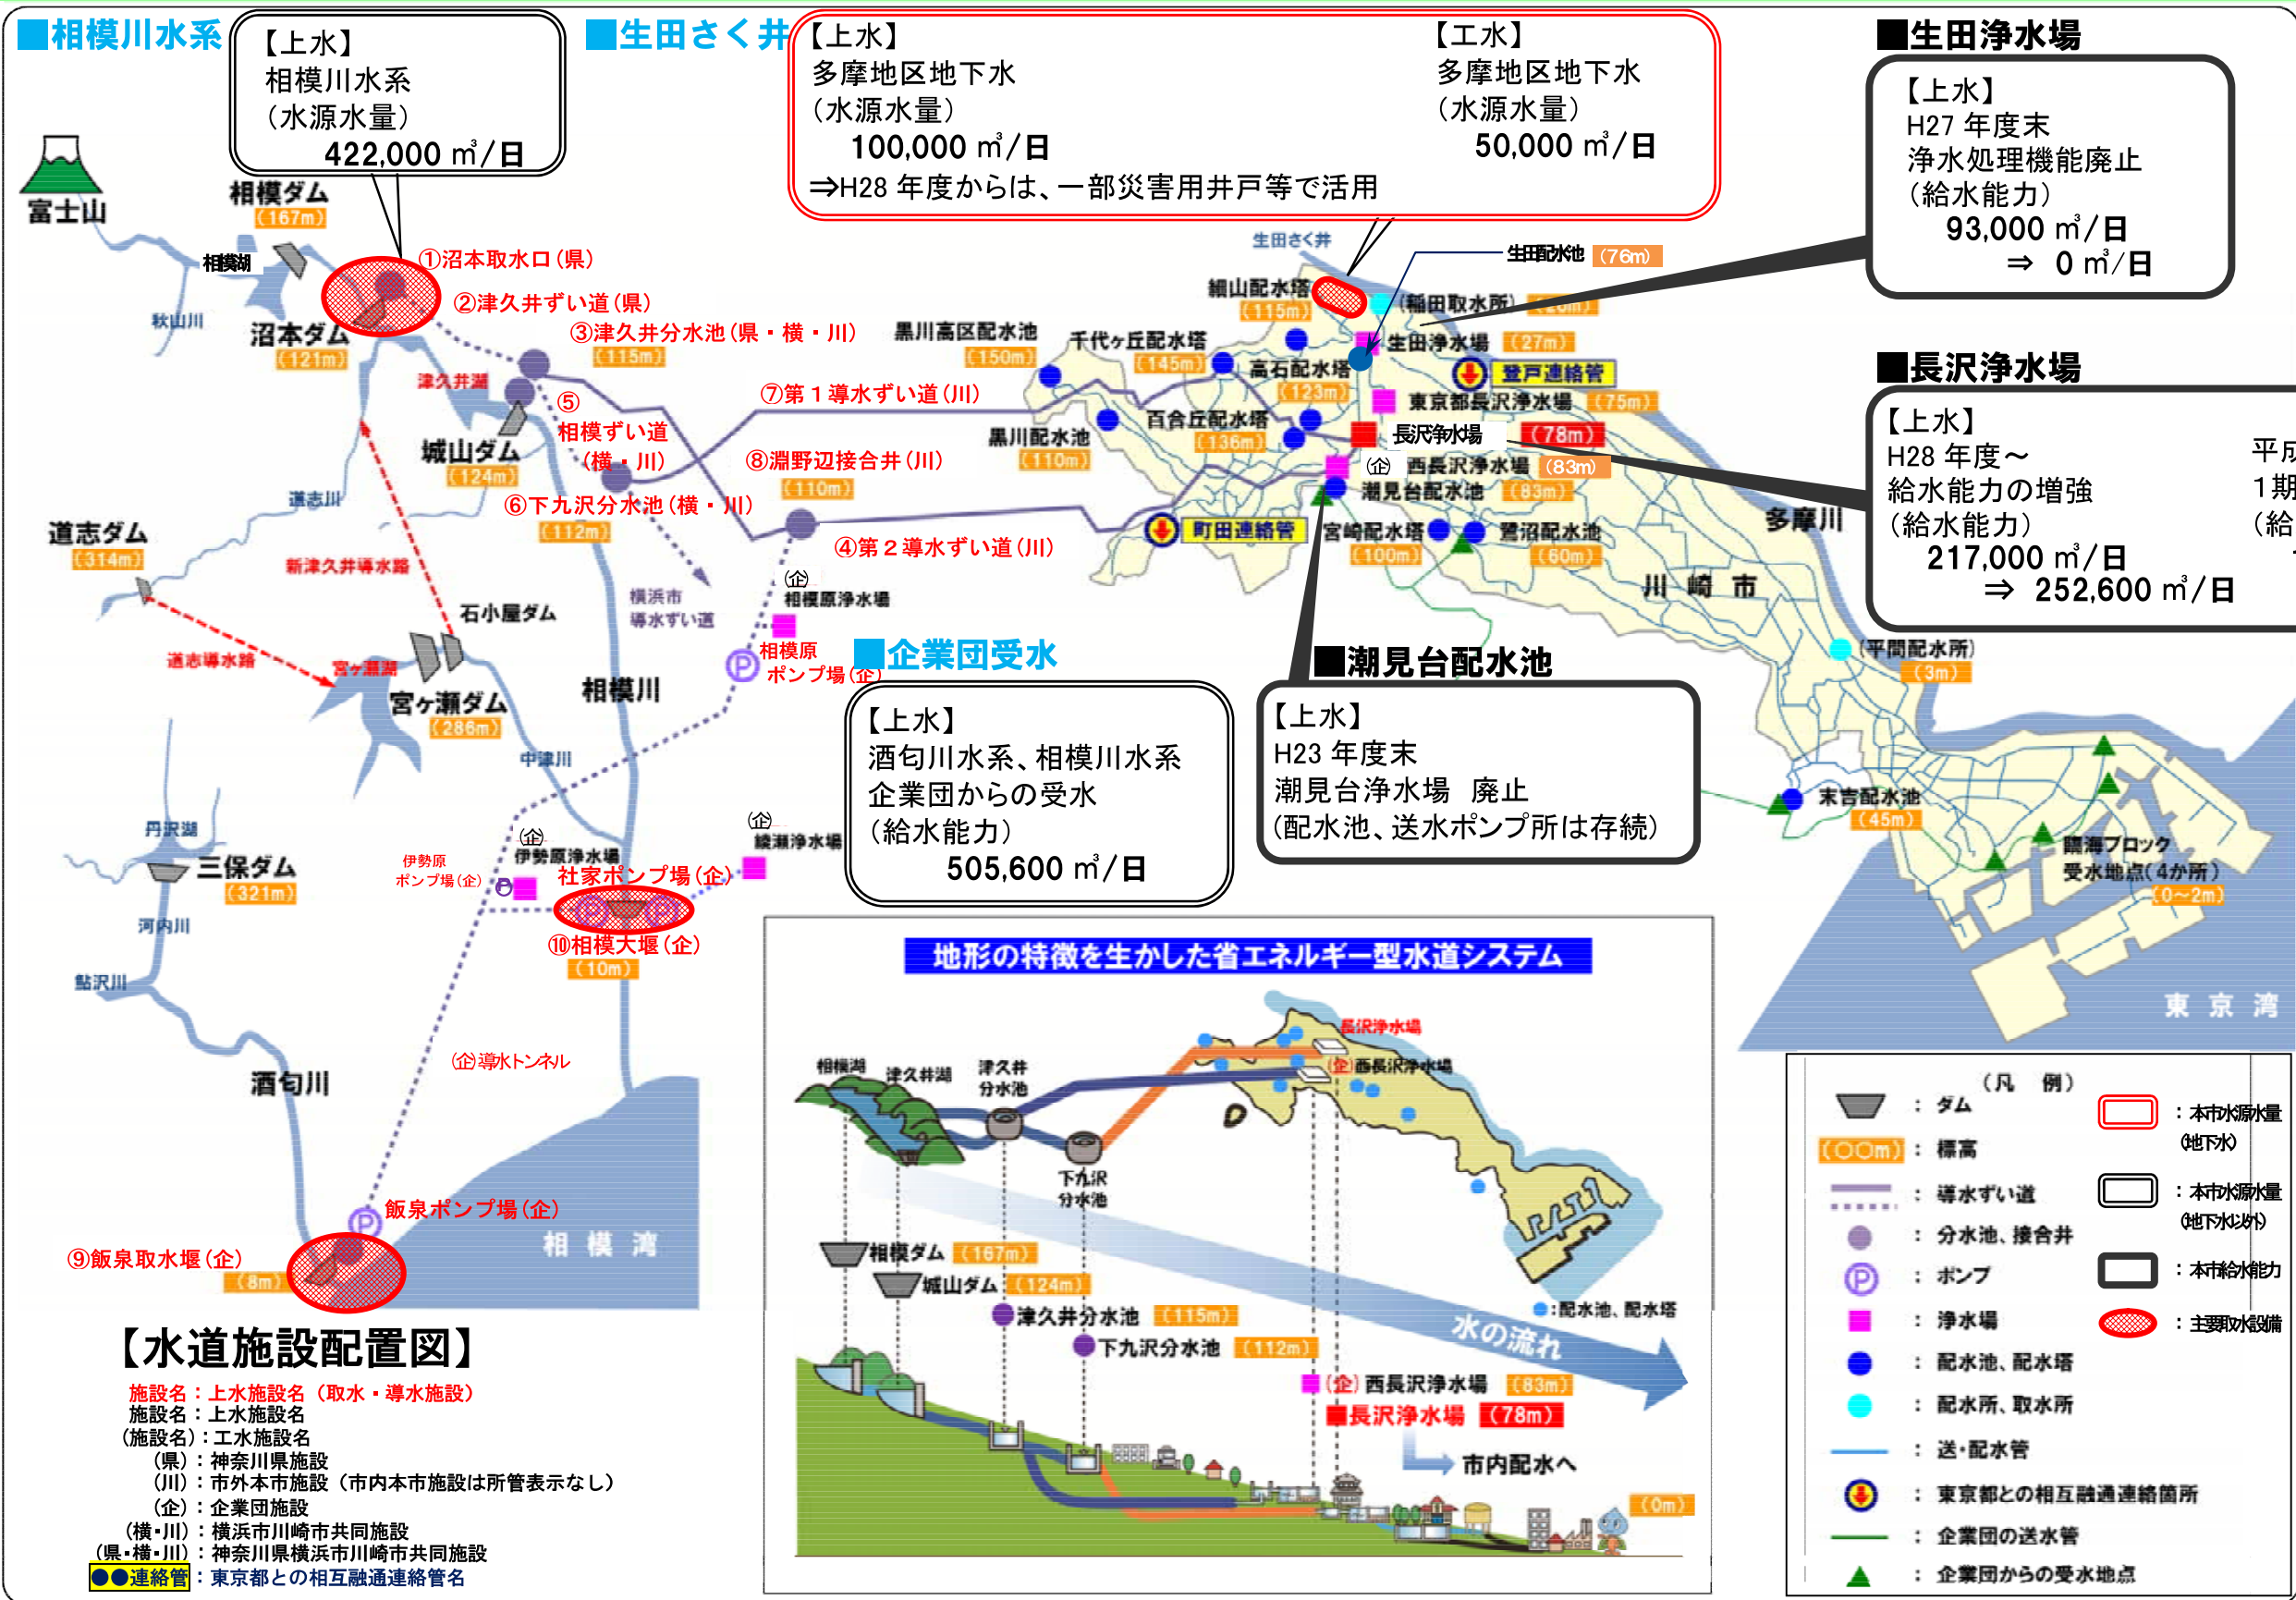 ■相模川水系
【上水】
相模川水系
(水源水量)
422,000 ㎥/日
■生田さく井
【上水】
多摩地区地下水
(水源水量)
100,000 ㎥/日
⇒H28 年度からは、一部災害用井戸等で活用
【工水】
多摩地区地下水
(水源水量)
50,000 ㎥/日
■生田浄水場
【上水】
H27 年度末
浄水処理機能廃止
(給水能力)
93,000 ㎥/日
⇒ 0 ㎥/日
■長沢浄水場
【上水】
H28 年度～
給水能力の増強
(給水能力)
217,000 ㎥/日
⇒ 252,600 ㎥/日
平成
1期
(給
富士山
相模ダム
(167m)
相模湖
秋山川
沼本ダム
(121m)
①沼本取水口(県)
②津久井ずい道(県)
③津久井分水池(県・横・川)
(115m)
津久井湖
城山ダム
(124m)
⑤
相模ずい道
(横・川)
⑥下九沢分水池(横・川)
(112m)
⑦第1導水ずい道(川)
⑧淵野辺接合井(川)
(110m)
④第2導水ずい道(川)
道志川
道志ダム
(314m)
新津久井導水路
道志導水路
石小屋ダム
宮ヶ瀬湖
宮ヶ瀬ダム
(286m)
相模川
中津川
横浜市
導水ずい道
(企)
相模原浄水場
相模原
ポンプ場(企)
生田さく井
生田配水池 (76m)
細山配水塔
(115m)
(稲田取水所)
黒川高区配水池
(150m)
千代ヶ丘配水塔
(145m)
生田浄水場 (27m)
高石配水塔
(123m)
登戸連絡管
東京都長沢浄水場 (75m)
百合丘配水塔
(136m)
黒川配水池
(110m)
長沢浄水場 (78m)
(企) 西長沢浄水場 (83m)
潮見台配水池 (83m)
町田連絡管
宮崎配水塔
(100m)
鷺沼配水池
(60m)
多摩川
川崎市
(平間配水所)
(3m)
末吉配水池
(45m)
臨海ブロック
受水地点(4か所)
(0～2m)
東京湾
■企業団受水
【上水】
酒匂川水系、相模川水系
企業団からの受水
(給水能力)
505,600 ㎥/日
■潮見台配水池
【上水】
H23 年度末
潮見台浄水場 廃止
(配水池、送水ポンプ所は存続)
丹沢湖
三保ダム
(321m)
河内川
鮎沢川
酒匂川
(企)
伊勢原浄水場
伊勢原
ポンプ場(企)
社家ポンプ場(企)
(企)
綾瀬浄水場
⑩相模大堰(企)
(10m)
(企)導水トンネル
飯泉ポンプ場(企)
⑨飯泉取水堰(企)
(8m)
相模湾
【水道施設配置図】
施設名：上水施設名（取水・導水施設）
施設名：上水施設名
(施設名)：工水施設名
(県)：神奈川県施設
(川)：市外本市施設（市内本市施設は所管表示なし）
(企)：企業団施設
(横・川)：横浜市川崎市共同施設
(県・横・川)：神奈川県横浜市川崎市共同施設
●●連絡管：東京都との相互融通連絡管名
地形の特徴を生かした省エネルギー型水道システム
相模湖
津久井湖
津久井
分水池
下九沢
分水池
長沢浄水場
(企)西長沢浄水場
相模ダム (167m)
城山ダム (124m)
津久井分水池 (115m)
下九沢分水池 (112m)
●：配水池、配水塔
水の流れ
■(企) 西長沢浄水場 (83m)
■長沢浄水場 (78m)
市内配水へ
(0m)
(凡 例)
：ダム
(〇〇m)：標高
：導水ずい道
：分水池、接合井
Ⓟ：ポンプ
：浄水場
：配水池、配水塔
：配水所、取水所
：送・配水管
：東京都との相互融通連絡箇所
：企業団の送水管
：企業団からの受水地点
：本市水源水量
(地下水)
：本市水源水量
(地下水以外)
：本市給水能力
：主要取水設備